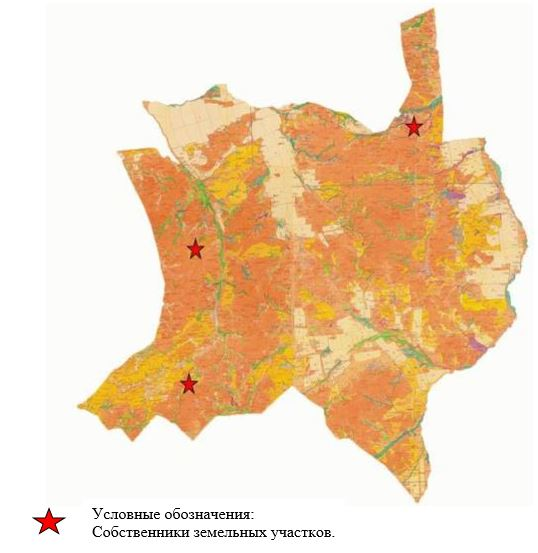 Условные обозначения:
Собственники земельных участков.